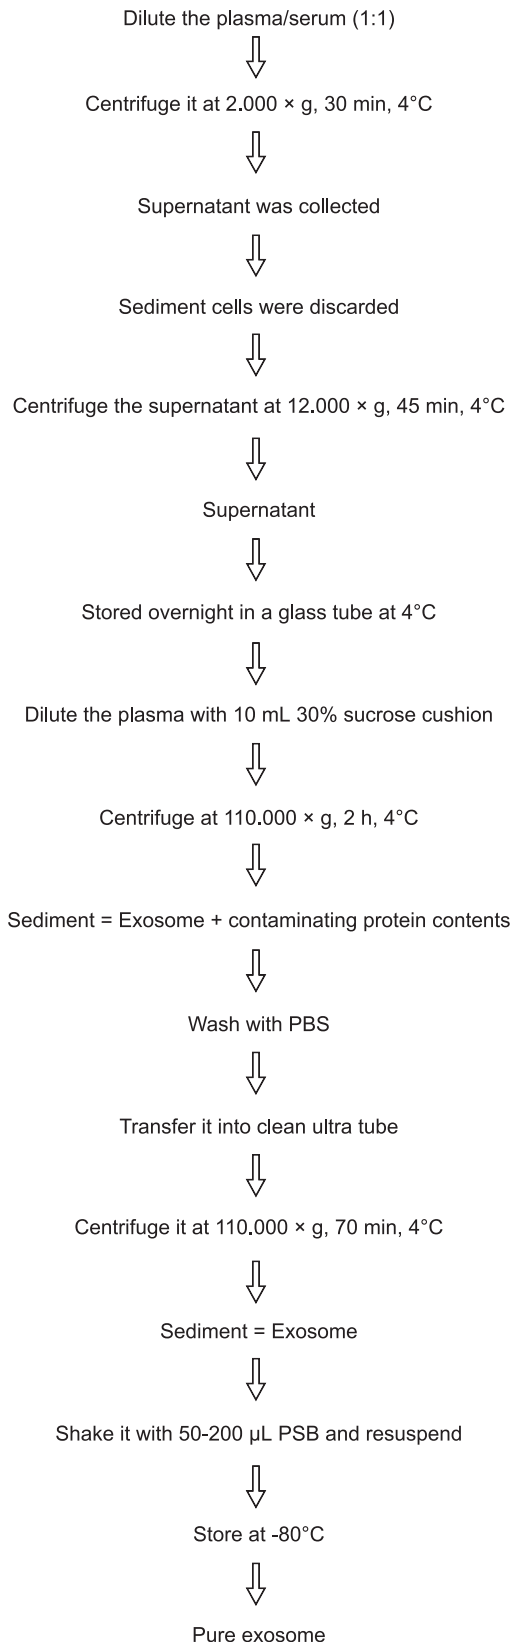 Dilute the plasma/serum (1:1)
Centrifuge it at 2.000 × g, 30 min, 4°C
Supernatant was collected
Sediment cells were discarded
Centrifuge the supernatant at 12.000 × g, 45 min, 4°C
Supernatant
Stored overnight in a glass tube at 4°C
Dilute the plasma with 10 mL 30% sucrose cushion
Centrifuge at 110.000 × g, 2 h, 4°C
Sediment = Exosome + contaminating protein contents
Wash with PBS
Transfer it into clean ultra tube
Centrifuge it at 110.000 × g, 70 min, 4°C
Sediment = Exosome
Shake it with 50-200 µL PSB and resuspend
Store at -80°C
Pure exosome